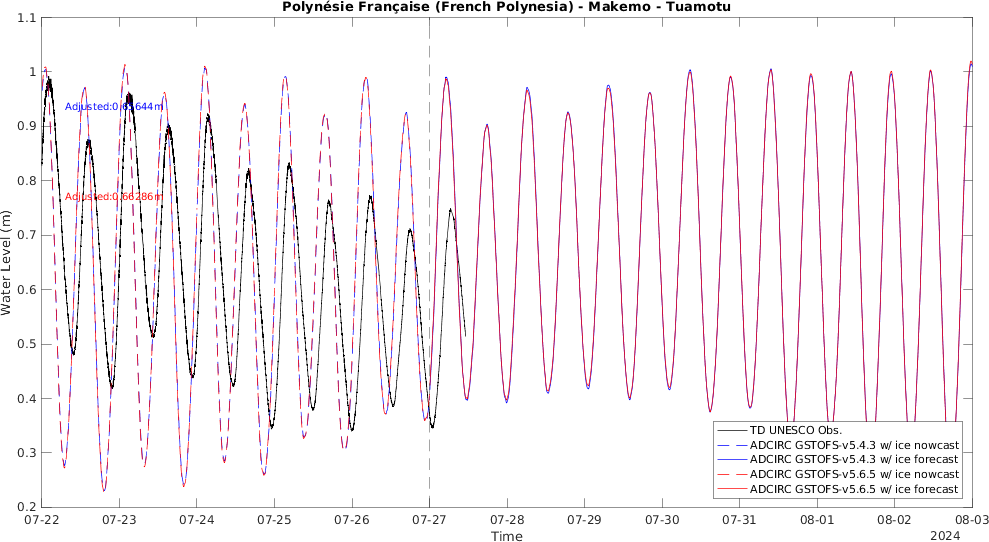 Polynésie Française (French Polynesia) - Makemo - Tuamotu
1.1
1
0.9
0.8
0.7
0.6
0.5
0.4
0.3
0.2
Water Level (m)
Adjusted:0.66286m
TD UNESCO Obs.
ADCIRC GSTOFS-v5.4.3 w/ ice nowcast
ADCIRC GSTOFS-v5.4.3 w/ ice forecast
ADCIRC GSTOFS-v5.6.5 w/ ice nowcast
ADCIRC GSTOFS-v5.6.5 w/ ice forecast
07-22 07-23 07-24 07-25 07-26 07-27 07-28 07-29 07-30 07-31 08-01 08-02 08-03
Time
2024